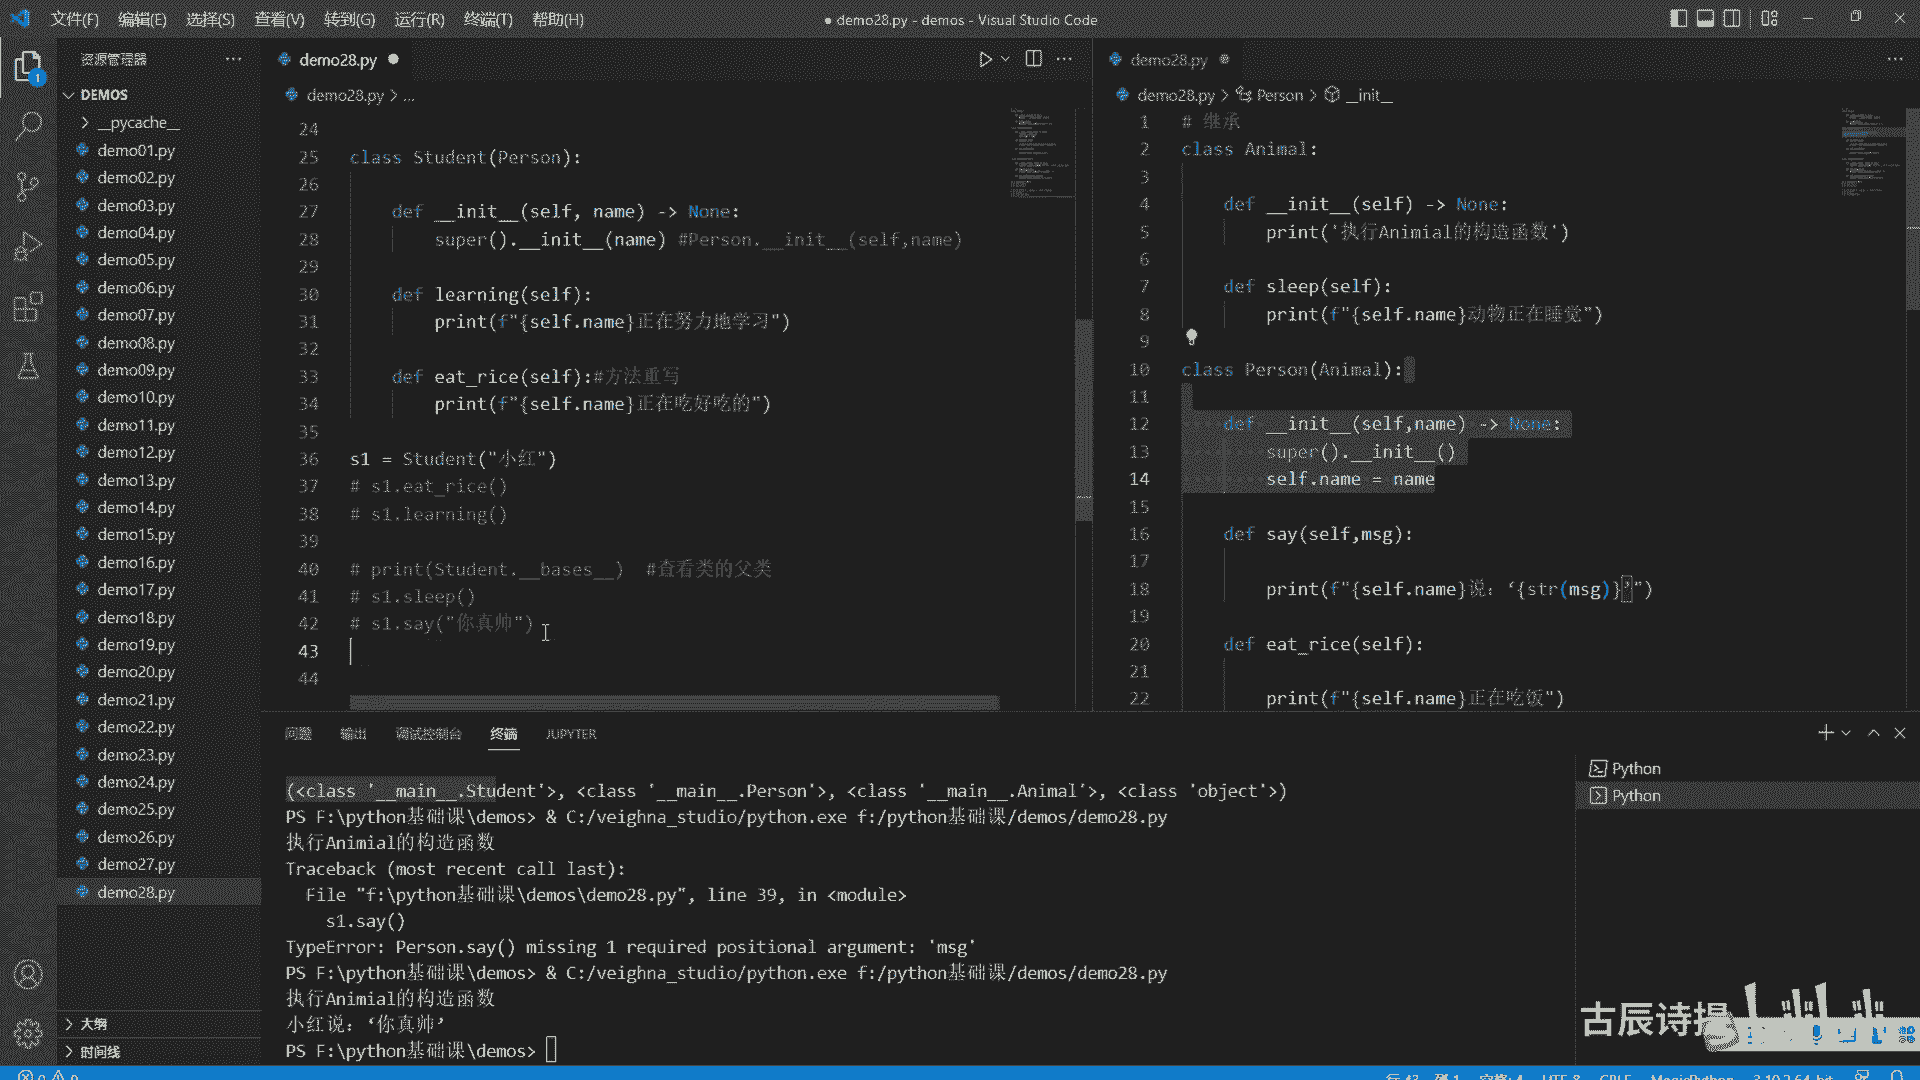 文件(F) 编辑(E) 选择(S) 查看(V) 转到(G) 运行(R) 终端(T) 帮助(H)
● demo28.py - demos - Visual Studio Code
资源管理器
DEMOS
__pycache__
demo01.py
demo02.py
demo03.py
demo04.py
demo05.py
demo06.py
demo07.py
demo08.py
demo09.py
demo10.py
demo11.py
demo12.py
demo13.py
demo14.py
demo15.py
demo16.py
demo17.py
demo18.py
demo19.py
demo20.py
demo21.py
demo22.py
demo23.py
demo24.py
demo25.py
demo26.py
demo27.py
demo28.py
大纲
时间线
1
demo28.py
demo28.py > ...
24
25 class Student(Person):
26
27 def __init__(self, name) -> None:
28 super().__init__(name) #Person.__init__(self,name)
29
30 def learning(self):
31 print(f"{self.name}正在努力地学习")
32
33 def eat_rice(self):#方法重写
34 print(f"{self.name}正在吃好吃的")
35
36 s1 = Student("小红")
37 # s1.eat_rice()
38 # s1.learning()
39
40 # print(Student.__bases__) #查看类的父类
41 # s1.sleep()
42 # s1.say("你真帅")
43
44
demo28.py
demo28.py > Person > __init__
1 # 继承
2 class Animal:
3
4 def __init__(self) -> None:
5 print('执行Animial的构造函数')
6
7 def sleep(self):
8 print(f"{self.name}动物正在睡觉")
9
10 class Person(Animal):
11
12 def __init__(self,name) -> None:
13 super().__init__()
14 self.name = name
15
16 def say(self,msg):
17
18 print(f"{self.name}说：‘{str(msg)}’")
19
20 def eat_rice(self):
21
22 print(f"{self.name}正在吃饭")
问题 输出 调试控制台 终端 JUPYTER
(<class '__main__.Student'>, <class '__main__.Person'>, <class '__main__.Animal'>, <class 'object'>)
PS F:\python基础课\demos> & C:/veighna_studio/python.exe f:/python基础课/demos/demo28.py
执行Animial的构造函数
Traceback (most recent call last):
File "f:\python基础课\demos\demo28.py", line 39, in <module>
s1.say()
TypeError: Person.say() missing 1 required positional argument: 'msg'
PS F:\python基础课\demos> & C:/veighna_studio/python.exe f:/python基础课/demos/demo28.py
执行Animial的构造函数
小红说：‘你真帅’
PS F:\python基础课\demos>
Python
Python
古辰诗